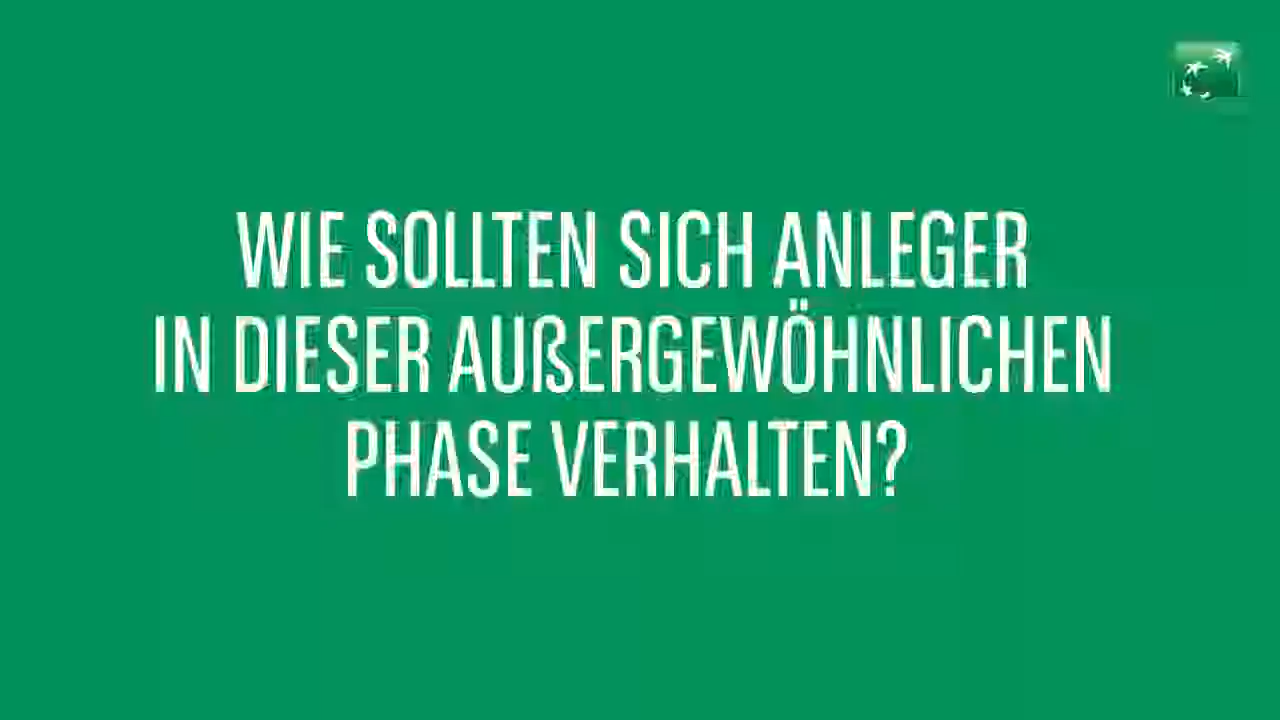 WIE SOLLTEN SICH ANLEGER
IN DIESER AUßERGEWÖHNLICHEN
PHASE VERHALTEN?